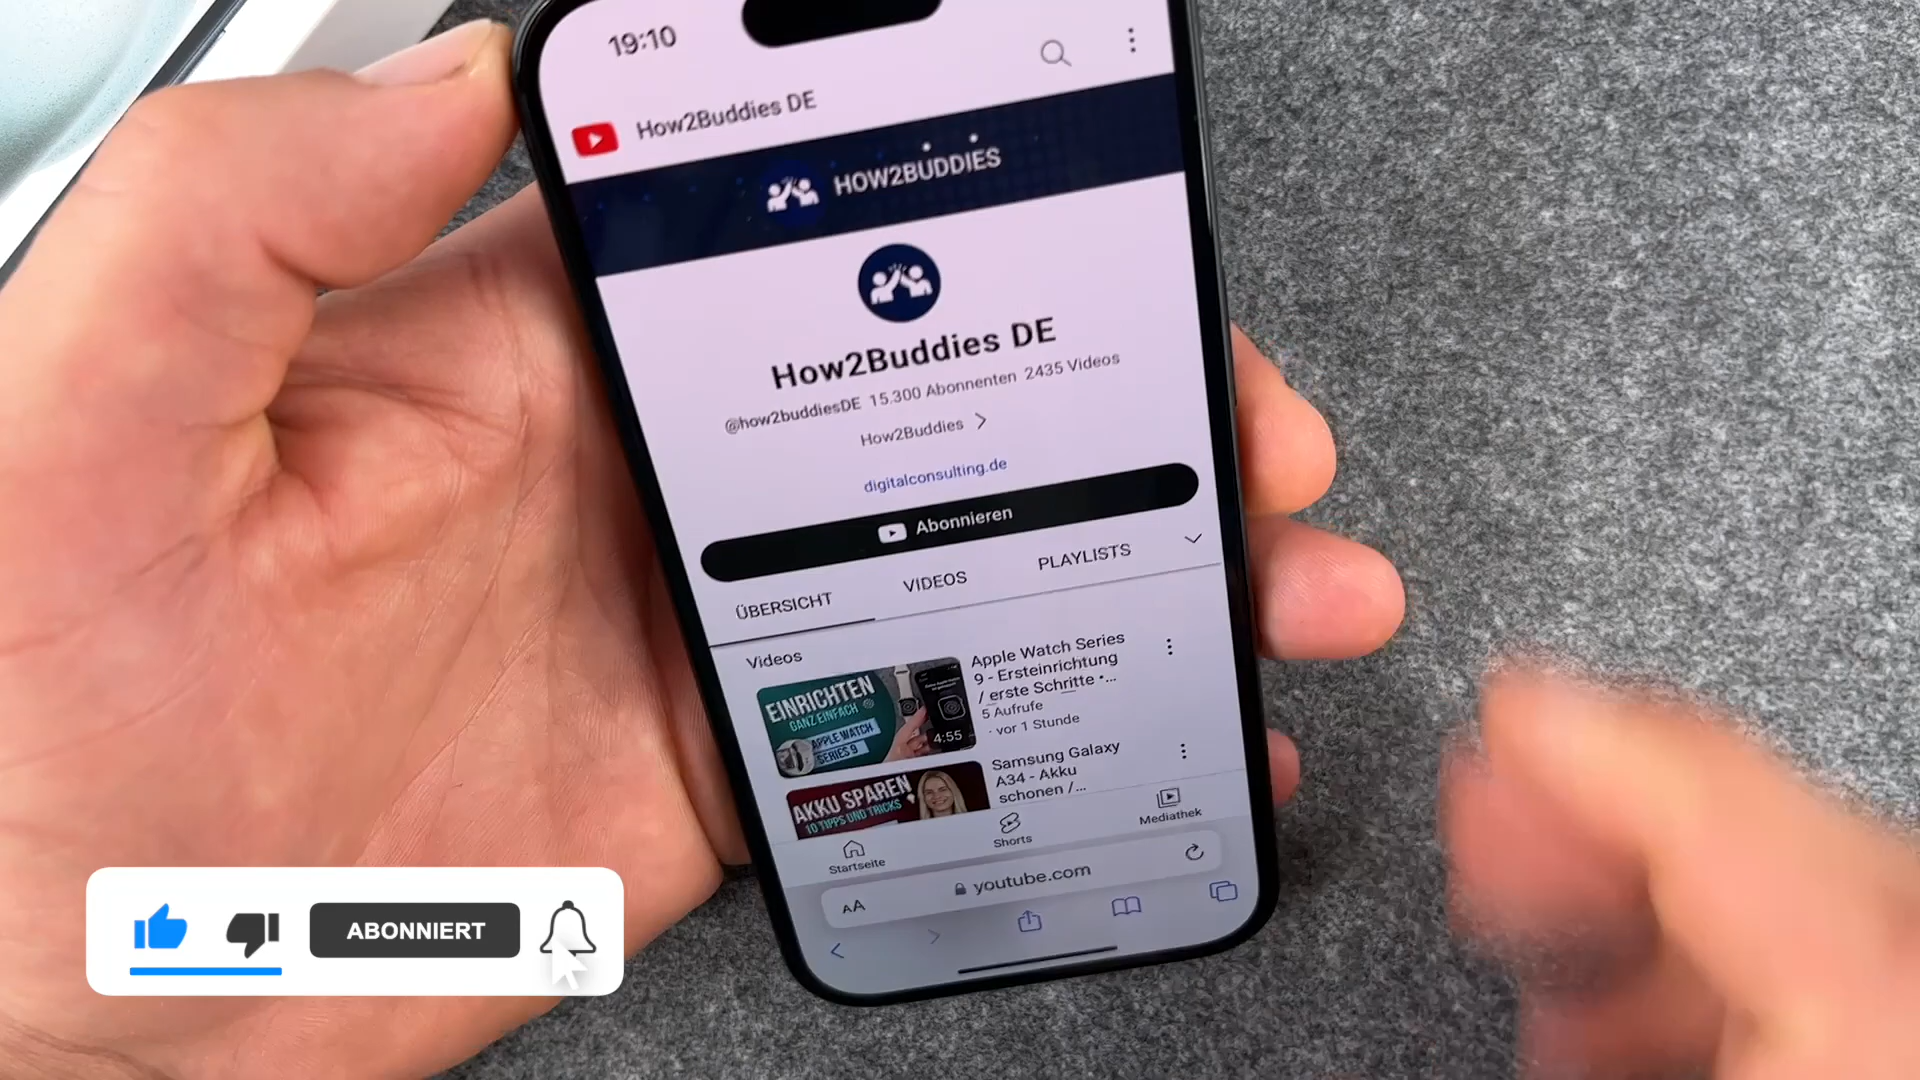 19:10
How2Buddies DE
HOW2BUDDIES
How2Buddies DE
@how2buddiesDE 15.300 Abonnenten 2435 Videos
How2Buddies
digitalconsulting.de
Abonnieren
ÜBERSICHT VIDEOS PLAYLISTS
Videos
EINRICHTEN
GANZ EINFACH
APPLE WATCH
SERIES 9
4:55
Apple Watch Series
9 - Ersteinrichtung
/ erste Schritte •...
5 Aufrufe
· vor 1 Stunde
AKKU SPAREN
10 TIPPS UND TRICKS
Samsung Galaxy
A34 - Akku
schonen /...
Startseite Shorts Mediathek
AA youtube.com
ABONNIERT